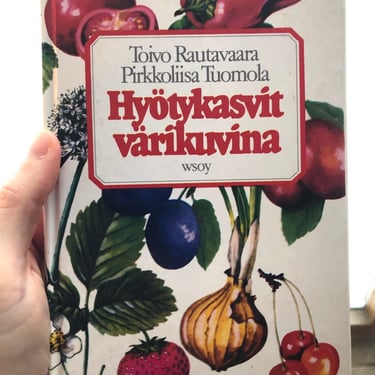 Toivo Rautavaara
Pirkkoliisa Tuomola
Hyötykasvit
värikuvina
wsoy